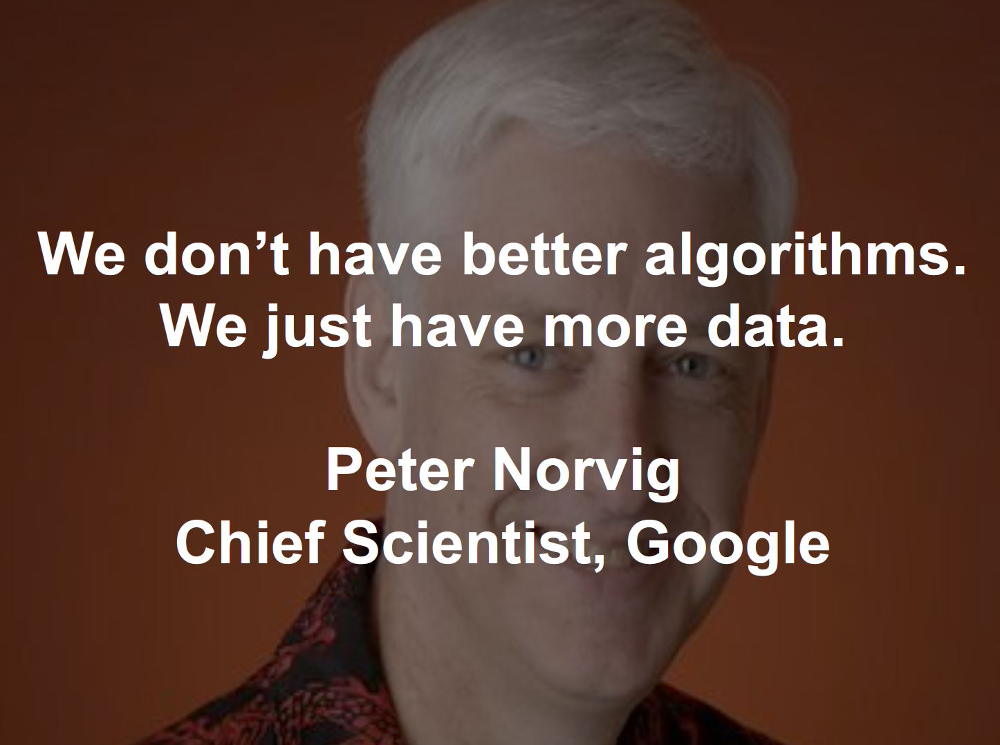 We don’t have better algorithms.
We just have more data.
Peter Norvig
Chief Scientist, Google